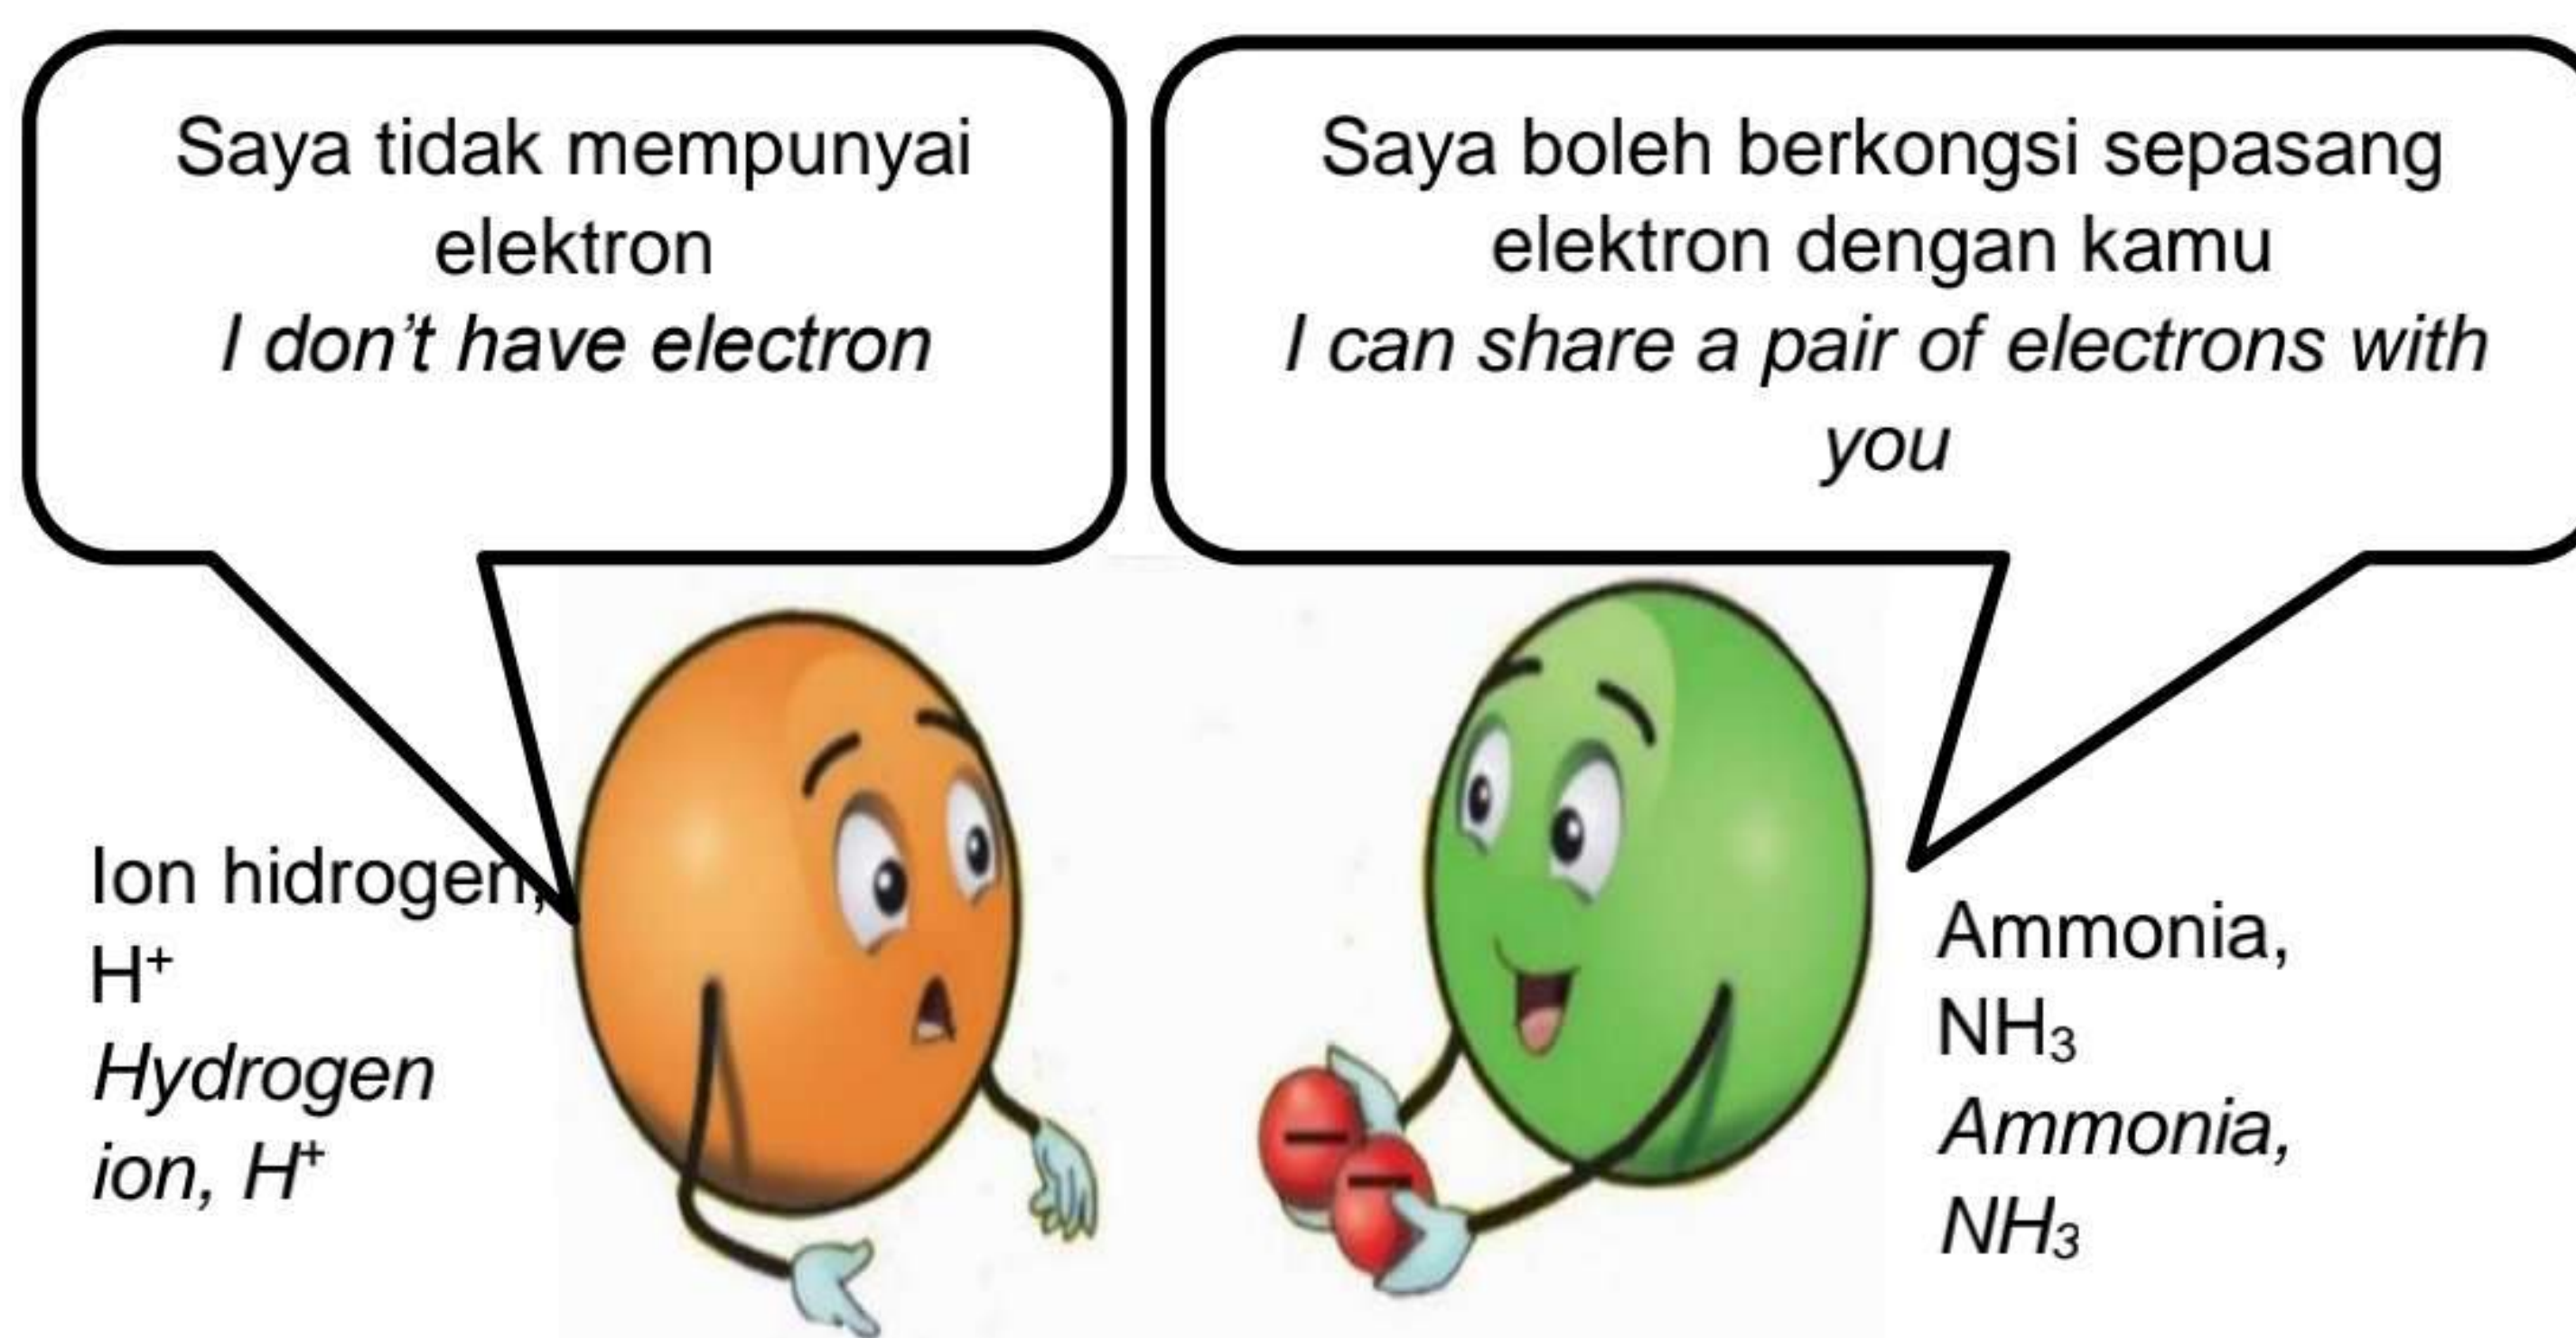 Saya tidak mempunyai
elektron
I don’t have electron
Saya boleh berkongsi sepasang
elektron dengan kamu
I can share a pair of electrons with
you
Ion hidrogen,
H⁺
Hydrogen
ion, H⁺
Ammonia,
NH₃
Ammonia,
NH₃